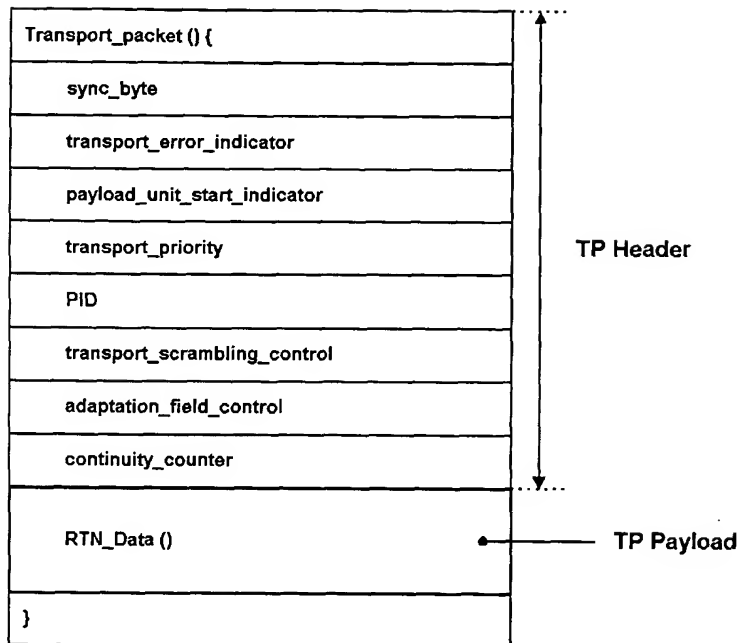 Transport_packet () {
sync_byte
transport_error_indicator
payload_unit_start_indicator
transport_priority
TP Header
PID
transport_scrambling_control
adaptation_field_control
continuity_counter
RTN_Data ()
TP Payload
}